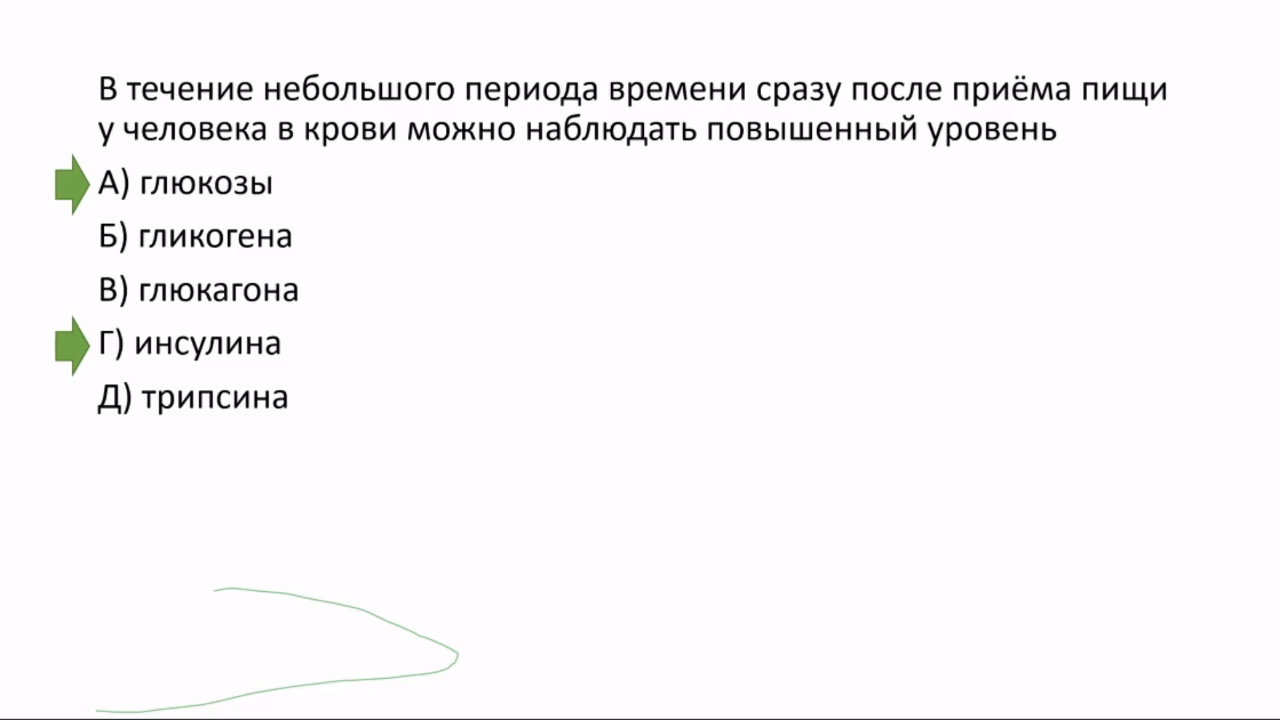 В течение небольшого периода времени сразу после приёма пищи
у человека в крови можно наблюдать повышенный уровень
А) глюкозы
Б) гликогена
В) глюкагона
Г) инсулина
Д) трипсина